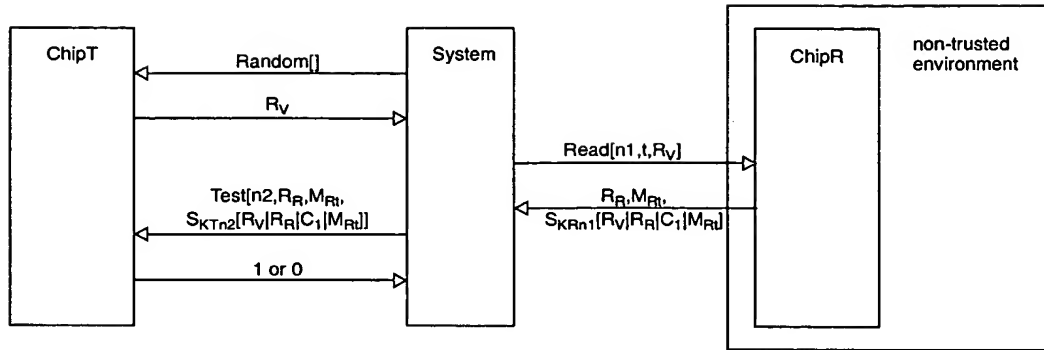 ChipT
System
ChipR
non-trusted
environment
Random[]
R_V
Read[n1,t,R_V]
Test[n2,R_R,M_Rt,
S_KTn2[R_V|R_R|C_1|M_Rt]]
R_R,M_Rt,
S_KRn1[R_V|R_R|C_1|M_Rt]
1 or 0